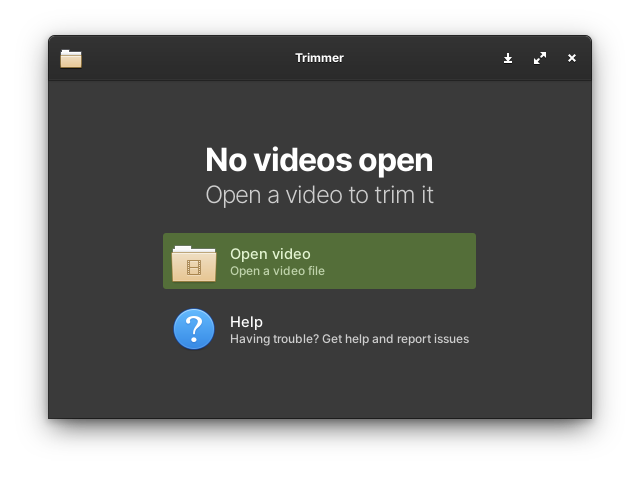 Trimmer
No videos open
Open a video to trim it
Open video
Open a video file
Help
Having trouble? Get help and report issues